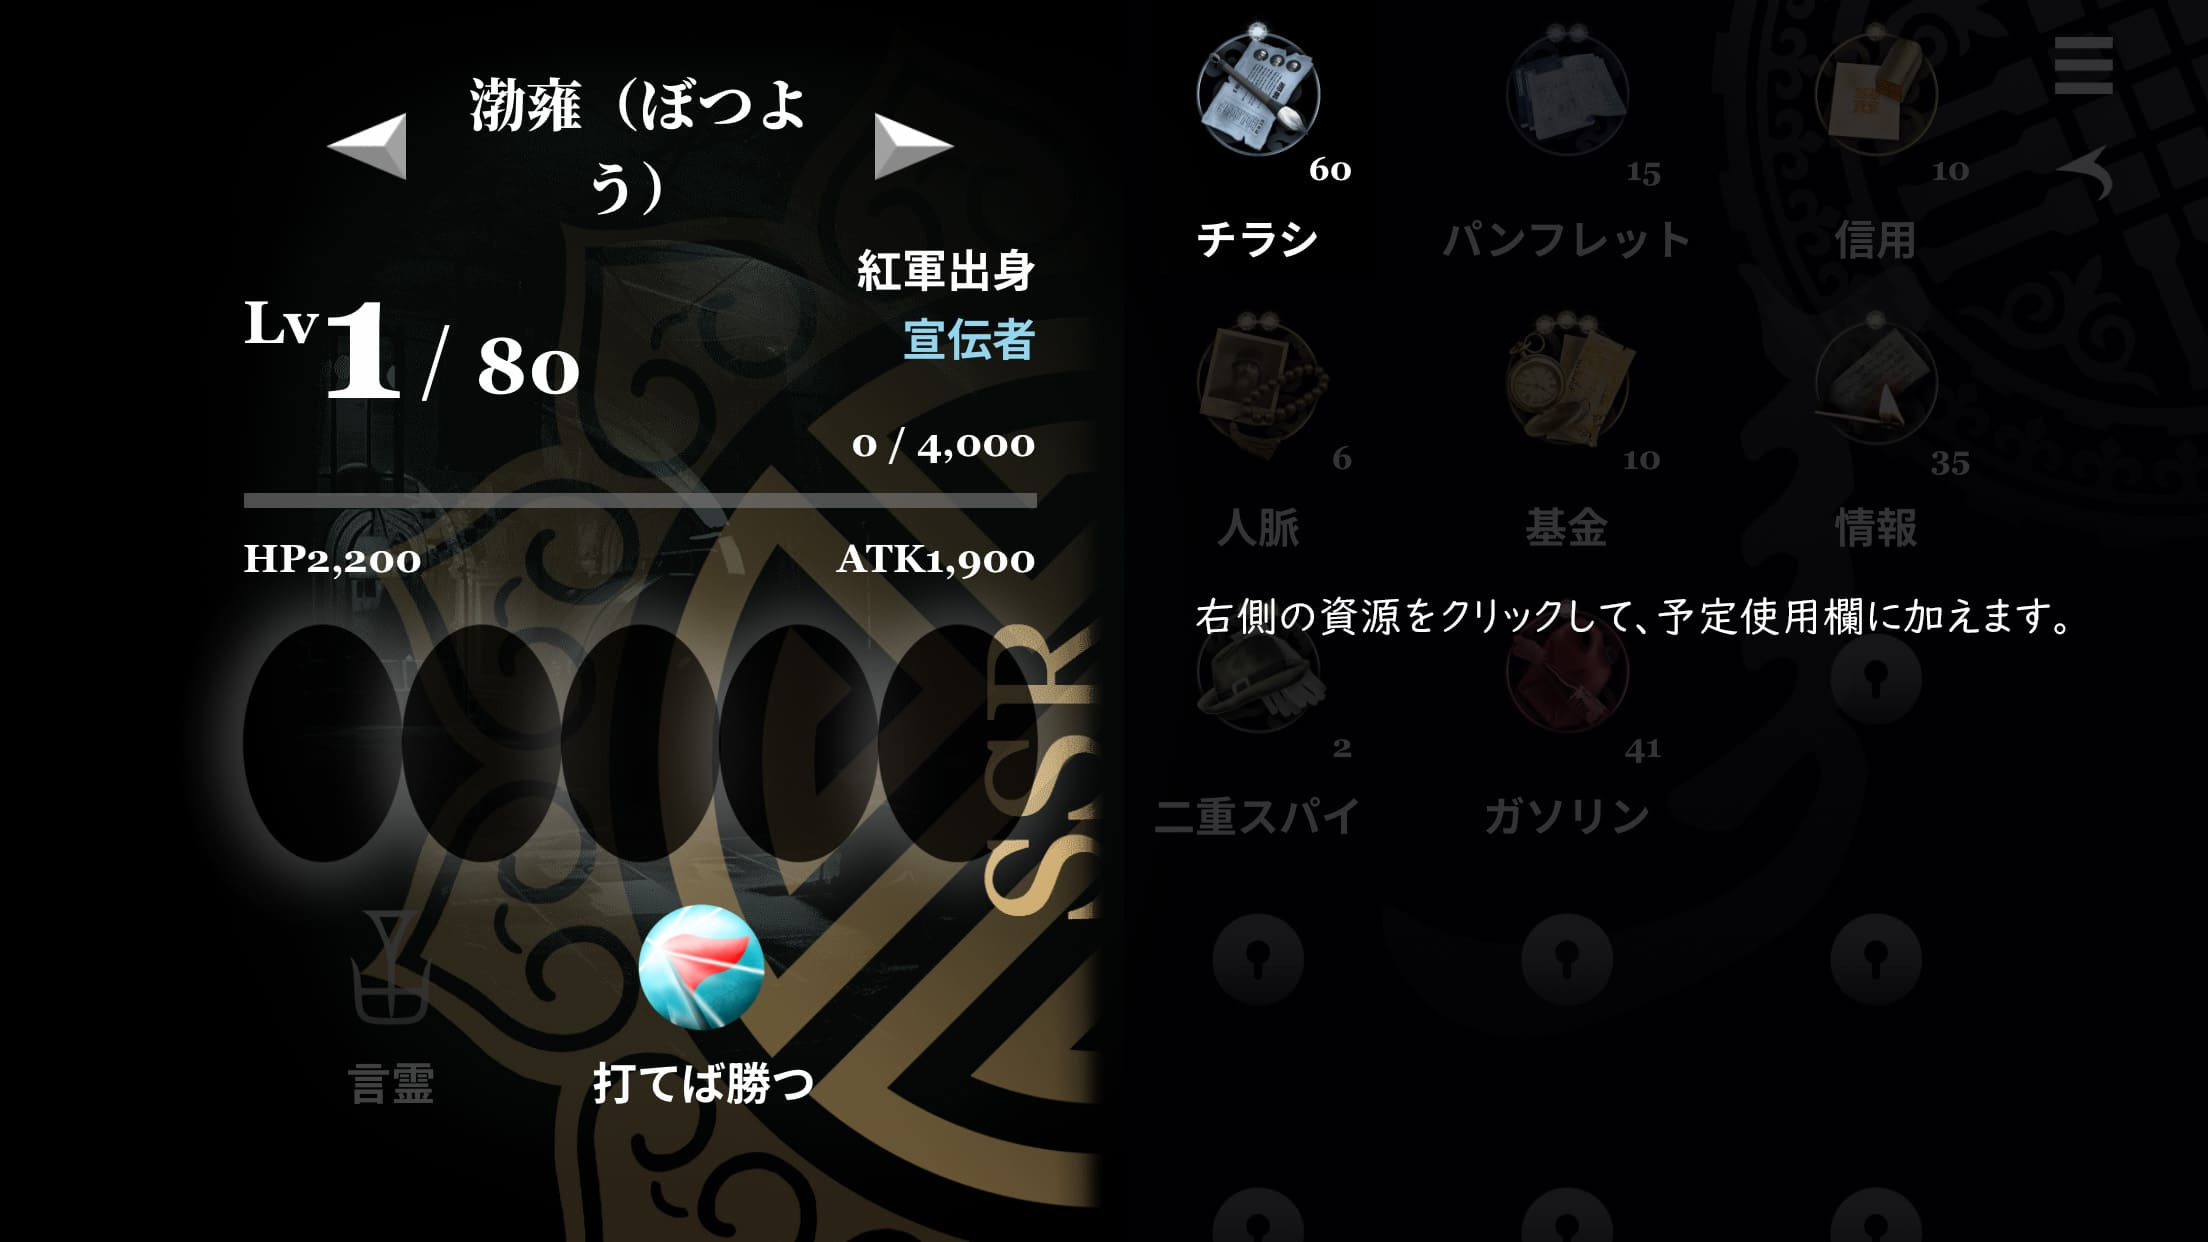 渤雍（ぼつよ
う）
紅軍出身
宣伝者
Lv1 / 80
0 / 4,000
HP2,200
ATK1,900
SSR
言霊
打てば勝つ
60
チラシ
15
パンフレット
10
信用
6
人脈
10
基金
35
情報
右側の資源をクリックして、予定使用欄に加えます。
2
二重スパイ
41
ガソリン